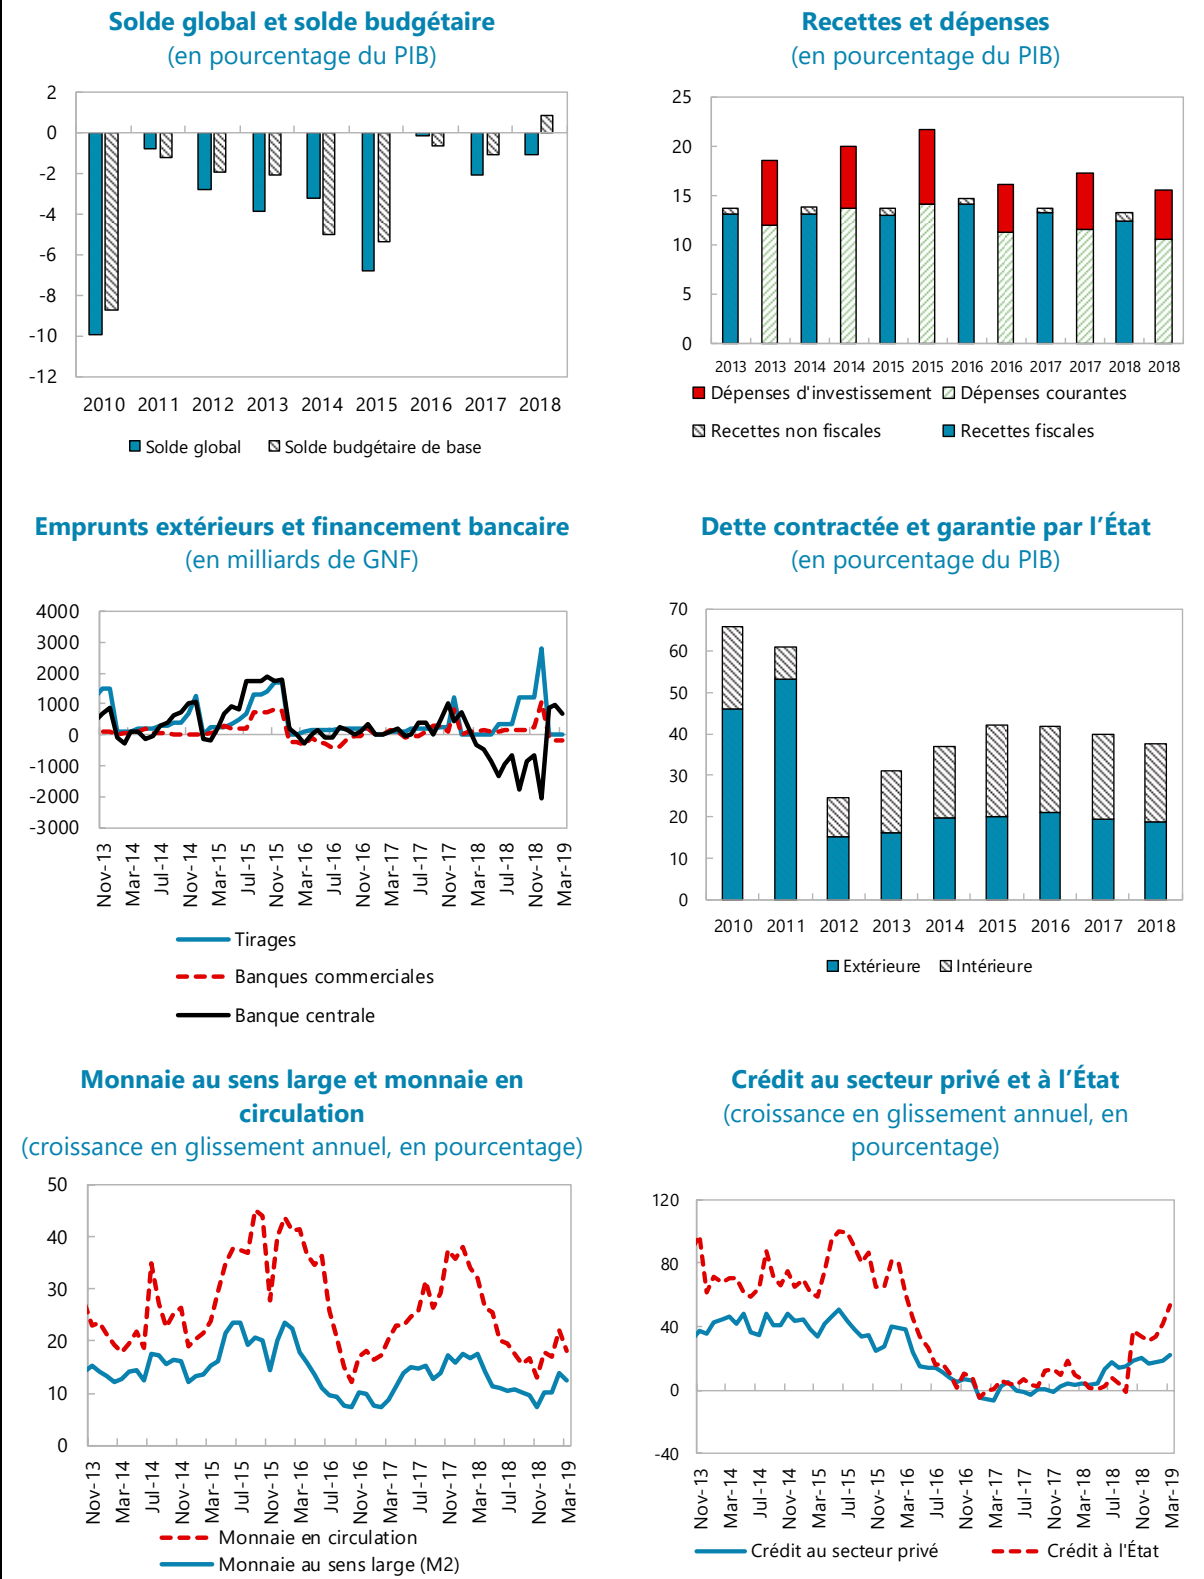 Solde global et solde budgétaire
(en pourcentage du PIB)
2
0
-2
-4
-6
-8
-10
-12
2010 2011 2012 2013 2014 2015 2016 2017 2018
Solde global Solde budgétaire de base
Recettes et dépenses
(en pourcentage du PIB)
25
20
15
10
5
0
2013 2013 2014 2014 2015 2015 2016 2016 2017 2017 2018 2018
Dépenses d'investissement Dépenses courantes
Recettes non fiscales Recettes fiscales
Emprunts extérieurs et financement bancaire
(en milliards de GNF)
4000
3000
2000
1000
0
-1000
-2000
-3000
Nov-13 Mar-14 Jul-14 Nov-14 Mar-15 Jul-15 Nov-15 Mar-16 Jul-16 Nov-16 Mar-17 Jul-17 Nov-17 Mar-18 Jul-18 Nov-18 Mar-19
Tirages
Banques commerciales
Banque centrale
Dette contractée et garantie par l’État
(en pourcentage du PIB)
70
60
50
40
30
20
10
0
2010 2011 2012 2013 2014 2015 2016 2017 2018
Extérieure Intérieure
Monnaie au sens large et monnaie en
circulation
(croissance en glissement annuel, en pourcentage)
50
40
30
20
10
0
Nov-13 Mar-14 Jul-14 Nov-14 Mar-15 Jul-15 Nov-15 Mar-16 Jul-16 Nov-16 Mar-17 Jul-17 Nov-17 Mar-18 Jul-18 Nov-18 Mar-19
Monnaie en circulation
Monnaie au sens large (M2)
Crédit au secteur privé et à l’État
(croissance en glissement annuel, en
pourcentage)
120
80
40
0
-40
Nov-13 Mar-14 Jul-14 Nov-14 Mar-15 Jul-15 Nov-15 Mar-16 Jul-16 Nov-16 Mar-17 Jul-17 Nov-17 Mar-18 Jul-18 Nov-18 Mar-19
Crédit au secteur privé Crédit à l'État